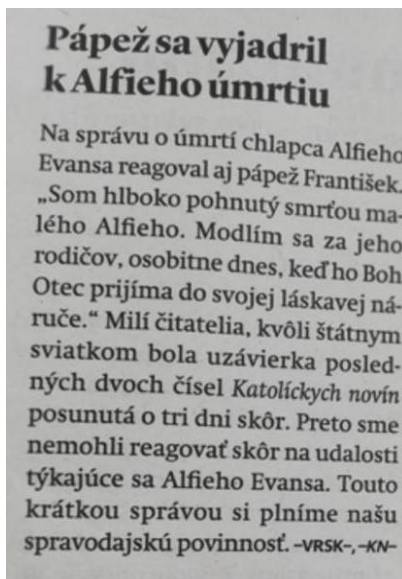 Pápež sa vyjadril
k Alfieho úmrtiu
Na správu o úmrtí chlapca Alfieho
Evansa reagoval aj pápež František.
„Som hlboko pohnutý smrťou ma-
lého Alfieho. Modlím sa za jeho
rodičov, osobitne dnes, keď ho Boh
Otec prijíma do svojej láskavej ná-
ruče.“ Milí čitatelia, kvôli štátnym
sviatkom bola uzávierka posled-
ných dvoch čísel Katolíckych novín
posunutá o tri dni skôr. Preto sme
nemohli reagovať skôr na udalosti
týkajúce sa Alfieho Evansa. Touto
krátkou správou si plníme našu
spravodajskú povinnosť. –VRSK–, –KN–